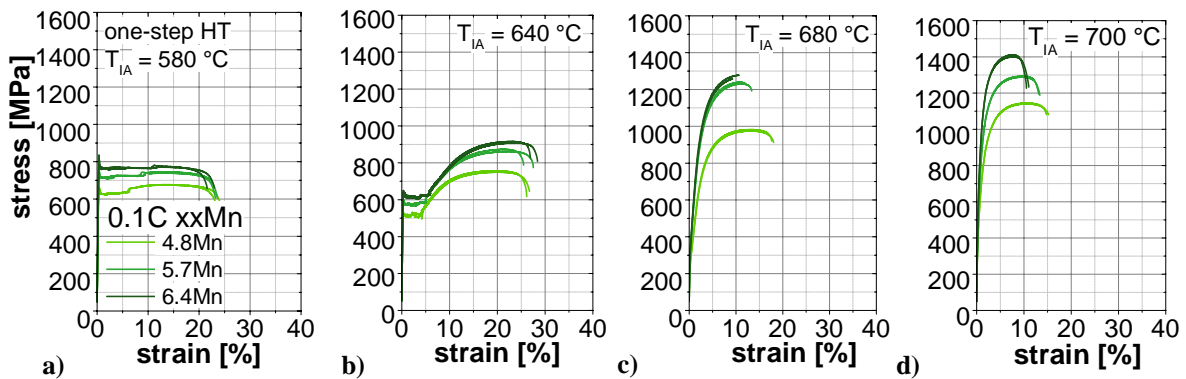 stress [MPa]
1600
1400
1200
1000
800
600
400
200
0
one-step HT
T_IA = 580 °C
0.1C xxMn
4.8Mn
5.7Mn
6.4Mn
0 10 20 30 40
strain [%]
a)
1600
1400
1200
1000
800
600
400
200
0
T_IA = 640 °C
0 10 20 30 40
strain [%]
b)
1600
1400
1200
1000
800
600
400
200
0
T_IA = 680 °C
0 10 20 30 40
strain [%]
c)
1600
1400
1200
1000
800
600
400
200
0
T_IA = 700 °C
0 10 20 30 40
strain [%]
d)